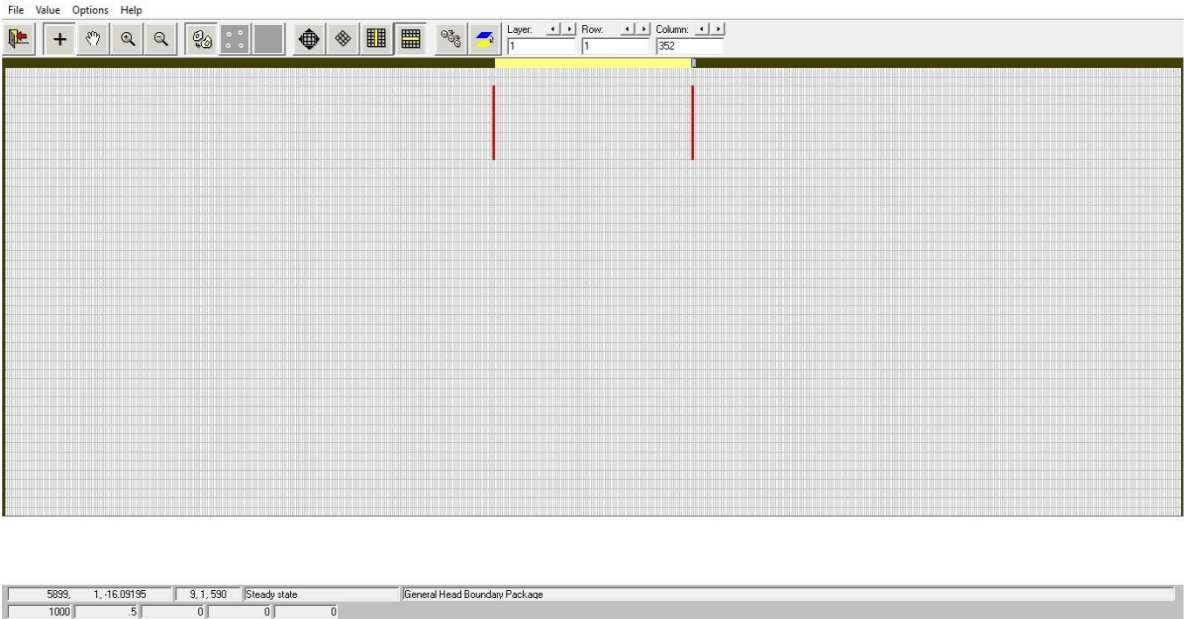 File Value Options Help
Layer: Row: Column:
1 1 352
5899, 1, -16.09195 9, 1, 590 Steady state General Head Boundary Package
1000 .5 0 0 0